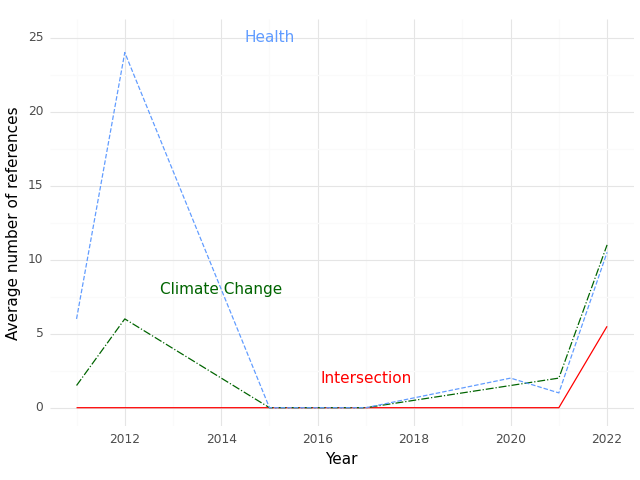 25
Health
20
15
10
Climate Change
5
Intersection
0
2012 2014 2016 2018 2020 2022
Year
Average number of references